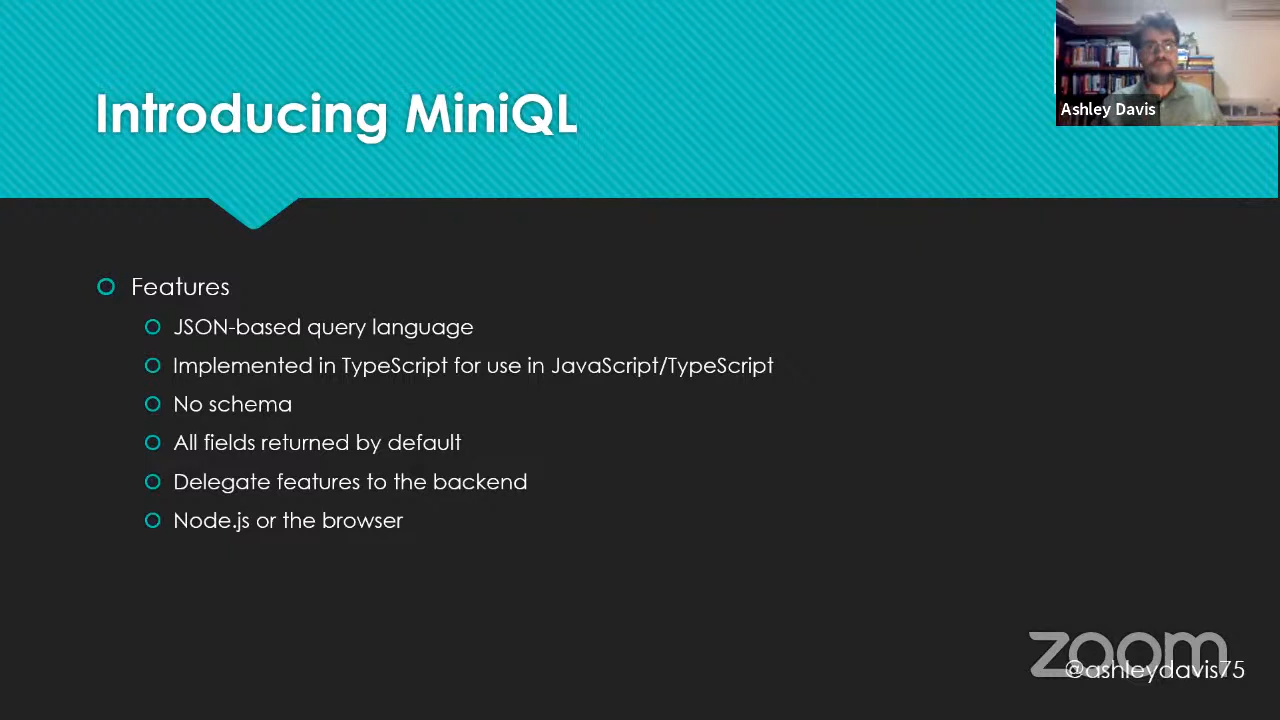 Introducing MiniQL
Ashley Davis
Features
JSON-based query language
Implemented in TypeScript for use in JavaScript/TypeScript
No schema
All fields returned by default
Delegate features to the backend
Node.js or the browser
zoom
@ashleydavis75